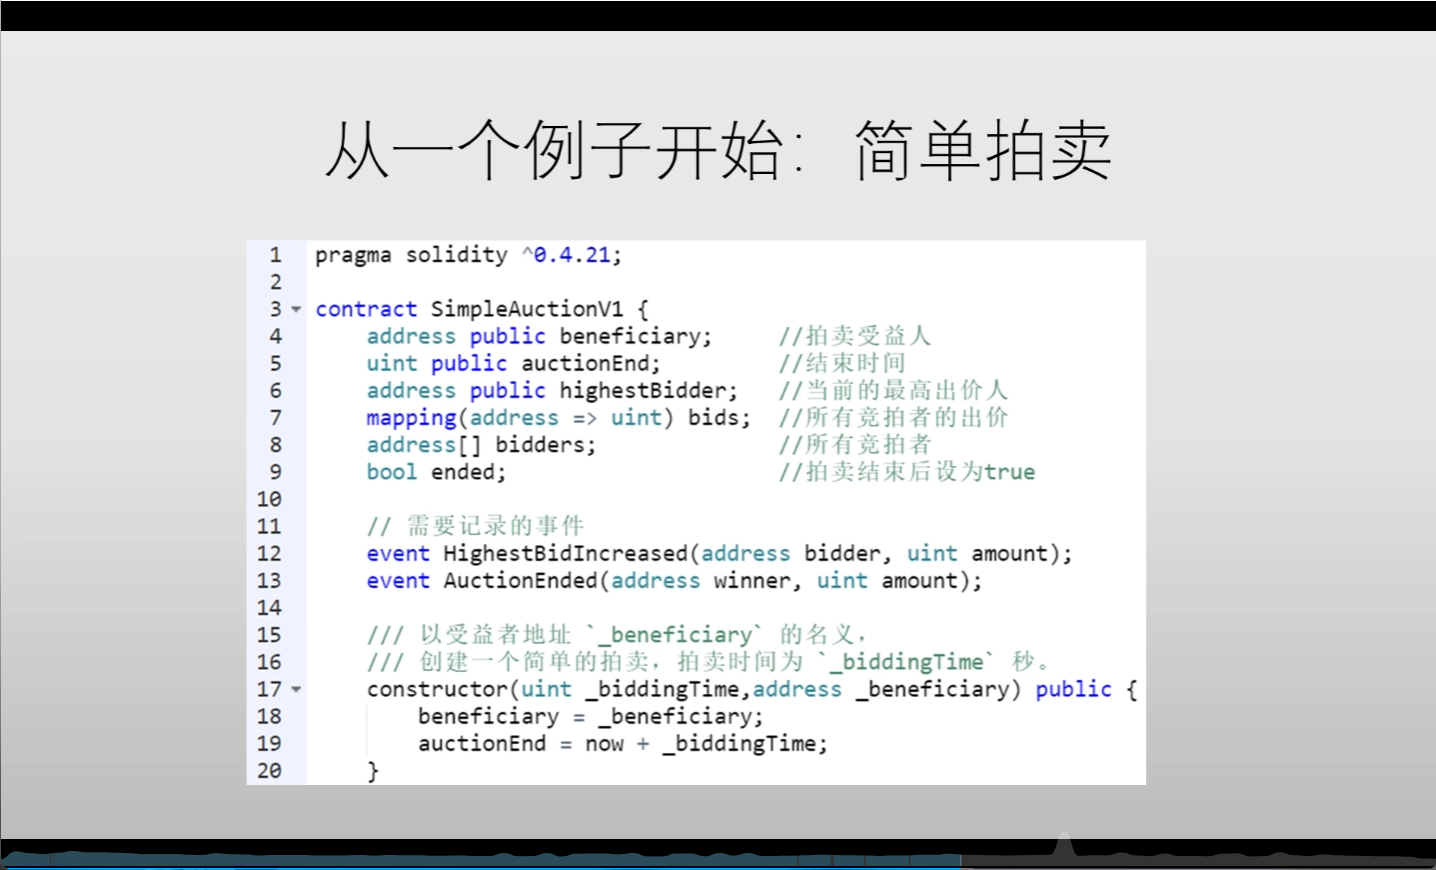 从一个例子开始：简单拍卖
1 pragma solidity ^0.4.21;
2
3 contract SimpleAuctionV1 {
4     address public beneficiary;     //拍卖受益人
5     uint public auctionEnd;         //结束时间
6     address public highestBidder;   //当前的最高出价人
7     mapping(address => uint) bids;  //所有竞拍者的出价
8     address[] bidders;              //所有竞拍者
9     bool ended;                     //拍卖结束后设为true
10
11     // 需要记录的事件
12     event HighestBidIncreased(address bidder, uint amount);
13     event AuctionEnded(address winner, uint amount);
14
15     /// 以受益者地址 `_beneficiary` 的名义，
16     /// 创建一个简单的拍卖，拍卖时间为 `_biddingTime` 秒。
17     constructor(uint _biddingTime,address _beneficiary) public {
18         beneficiary = _beneficiary;
19         auctionEnd = now + _biddingTime;
20     }